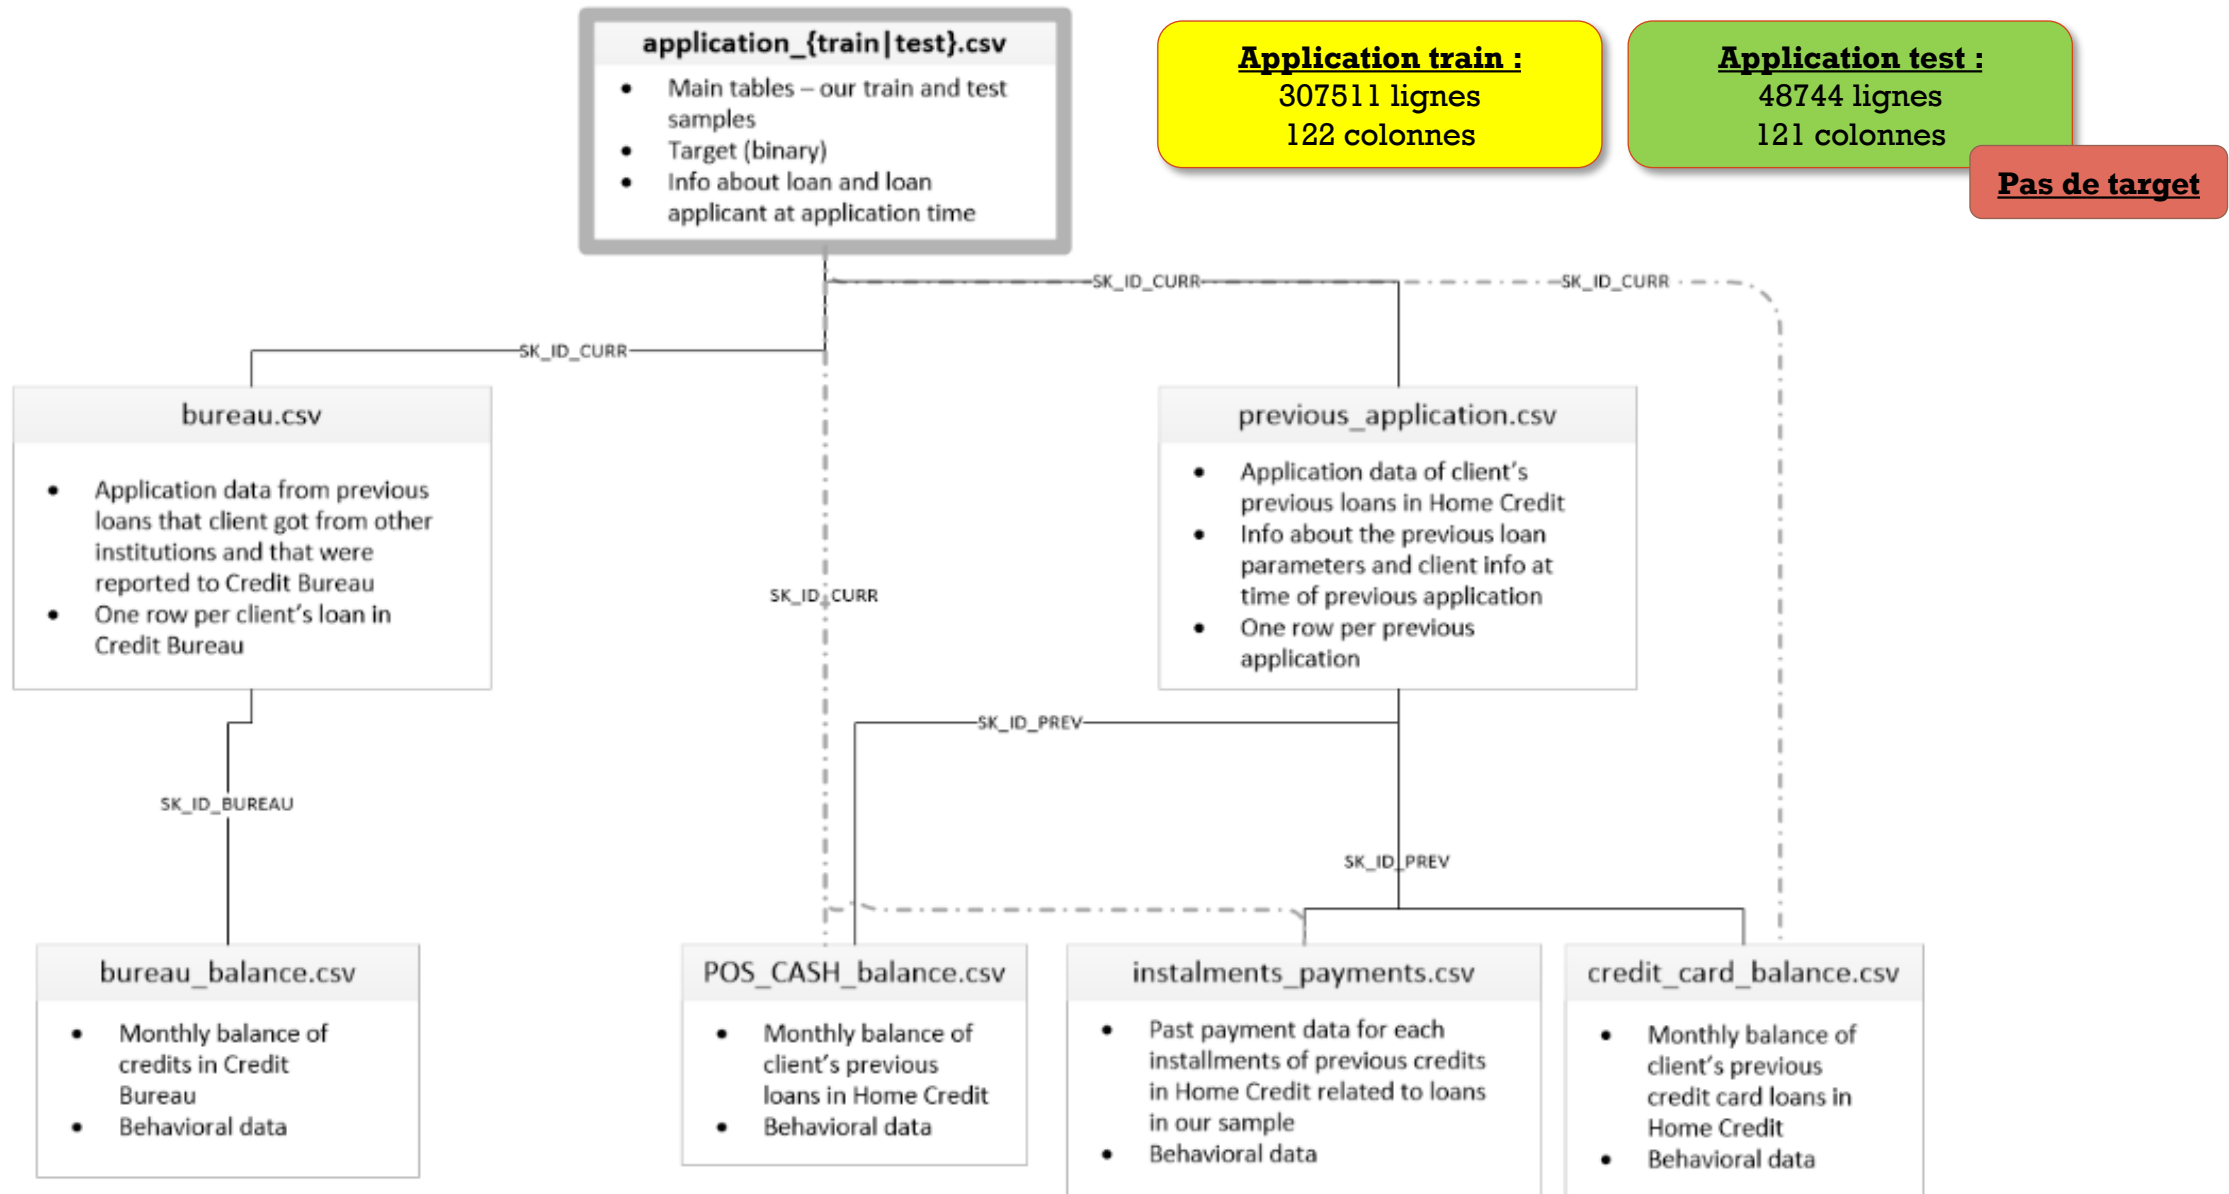 application_{train|test}.csv
• Main tables – our train and test
samples
• Target (binary)
• Info about loan and loan
applicant at application time
Application train :
307511 lignes
122 colonnes
Application test :
48744 lignes
121 colonnes
Pas de target
SK_ID_CURR
SK_ID_CURR
SK_ID_CURR
bureau.csv
• Application data from previous
loans that client got from other
institutions and that were
reported to Credit Bureau
• One row per client's loan in
Credit Bureau
SK_ID_CURR
previous_application.csv
• Application data of client's
previous loans in Home Credit
• Info about the previous loan
parameters and client info at
time of previous application
• One row per previous
application
SK_ID_PREV
SK_ID_BUREAU
SK_ID_PREV
bureau_balance.csv
• Monthly balance of
credits in Credit
Bureau
• Behavioral data
POS_CASH_balance.csv
• Monthly balance of
client's previous
loans in Home Credit
• Behavioral data
instalments_payments.csv
• Past payment data for each
installments of previous credits
in Home Credit related to loans
in our sample
• Behavioral data
credit_card_balance.csv
• Monthly balance of
client's previous
credit card loans in
Home Credit
• Behavioral data